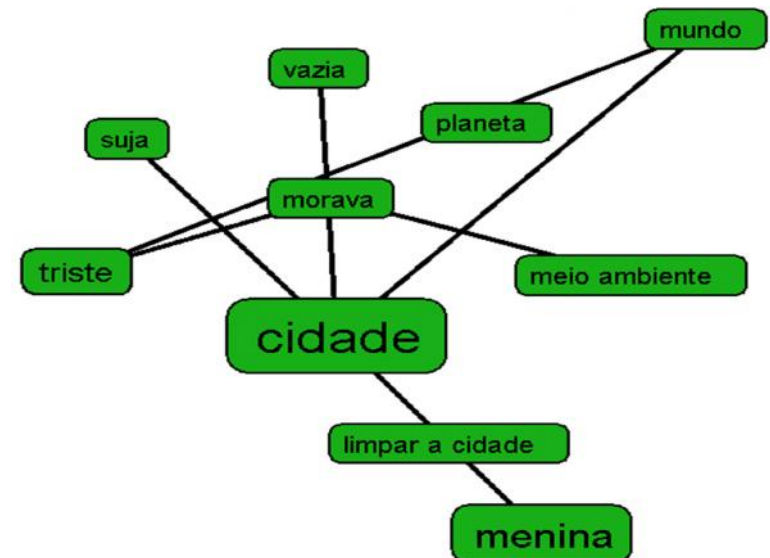 mundo
vazia
planeta
suja
morava
triste
meio ambiente
cidade
limpar a cidade
menina